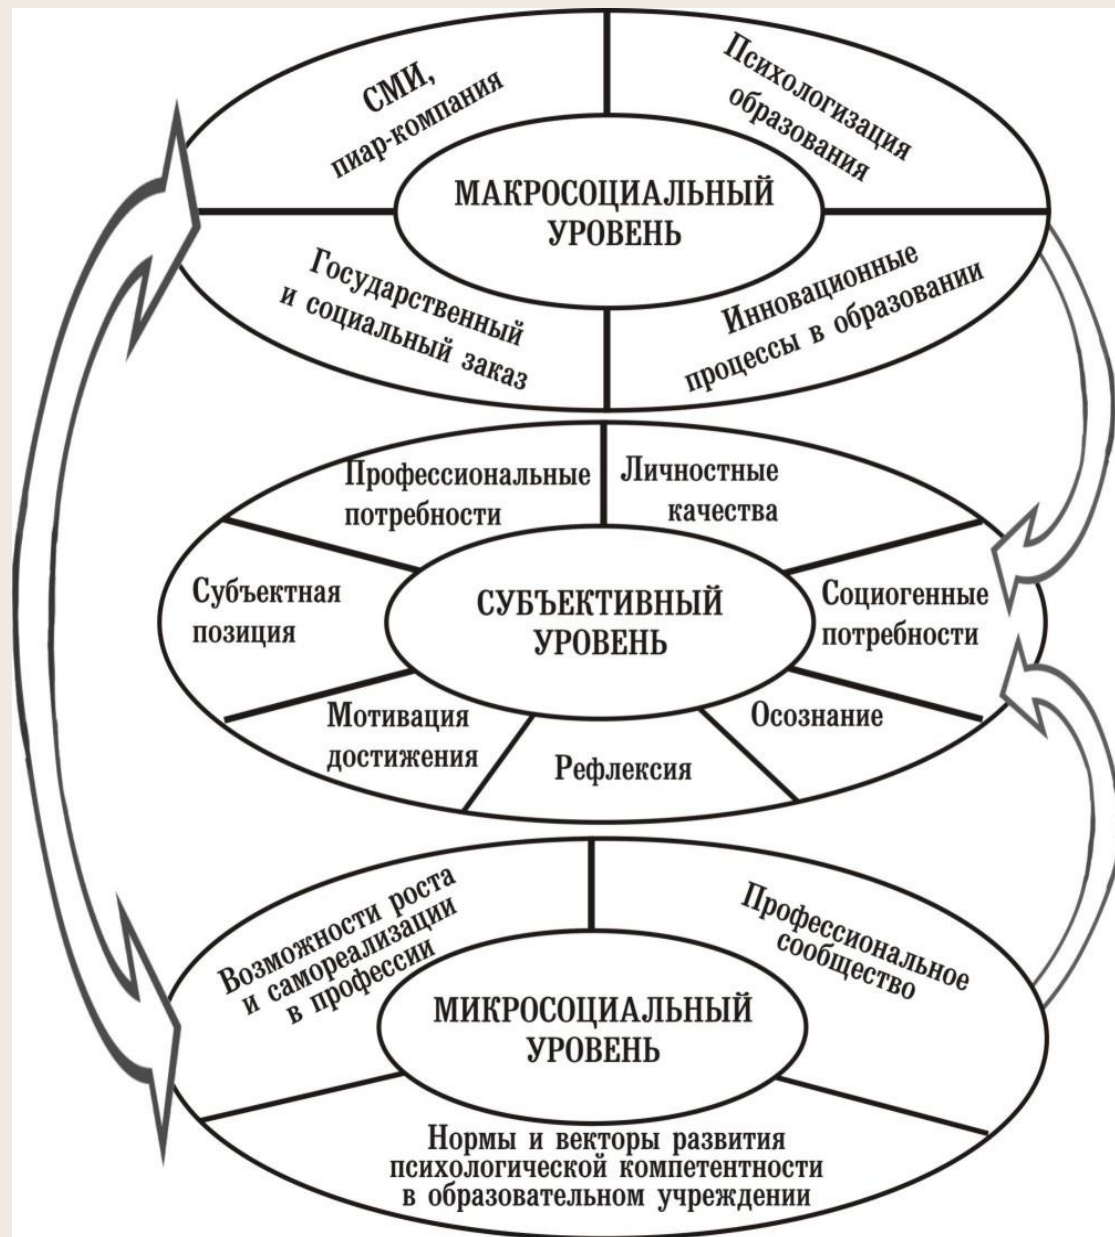 СМИ,
пиар-компания
Психологизация
образования
МАКРОСОЦИАЛЬНЫЙ
УРОВЕНЬ
Государственный
и социальный заказ
Инновационные
процессы в образовании
Профессиональные
потребности
Личностные
качества
Субъектная
позиция
СУБЪЕКТИВНЫЙ
УРОВЕНЬ
Социогенные
потребности
Мотивация
достижения
Рефлексия
Осознание
Возможности роста
и самореализации
в профессии
Профессиональное
сообщество
МИКРОСОЦИАЛЬНЫЙ
УРОВЕНЬ
Нормы и векторы развития
психологической компетентности
в образовательном учреждении